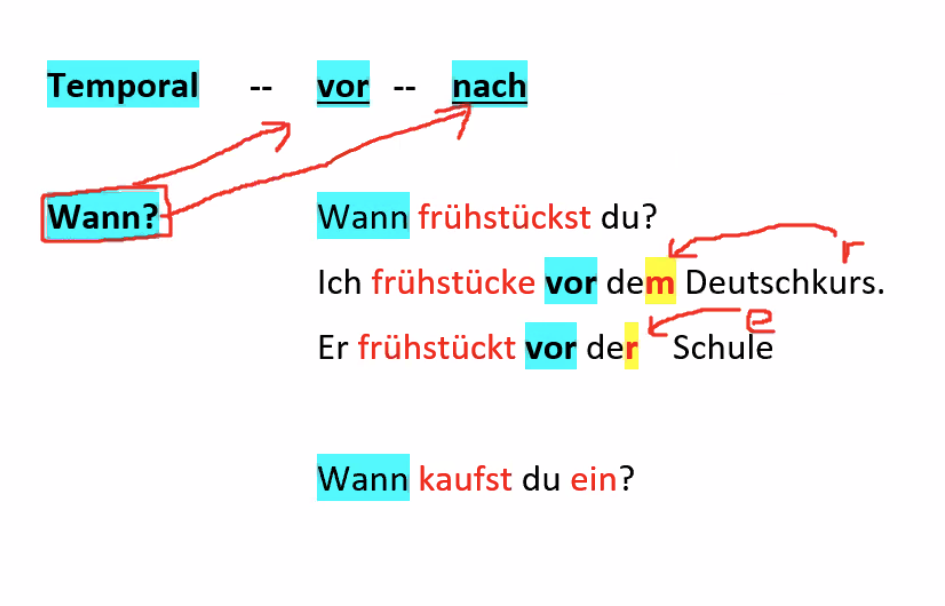 Temporal -- vor -- nach
Wann? Wann frühstückst du?
r
Ich frühstücke vor dem Deutschkurs.
e
Er frühstückt vor der Schule
Wann kaufst du ein?